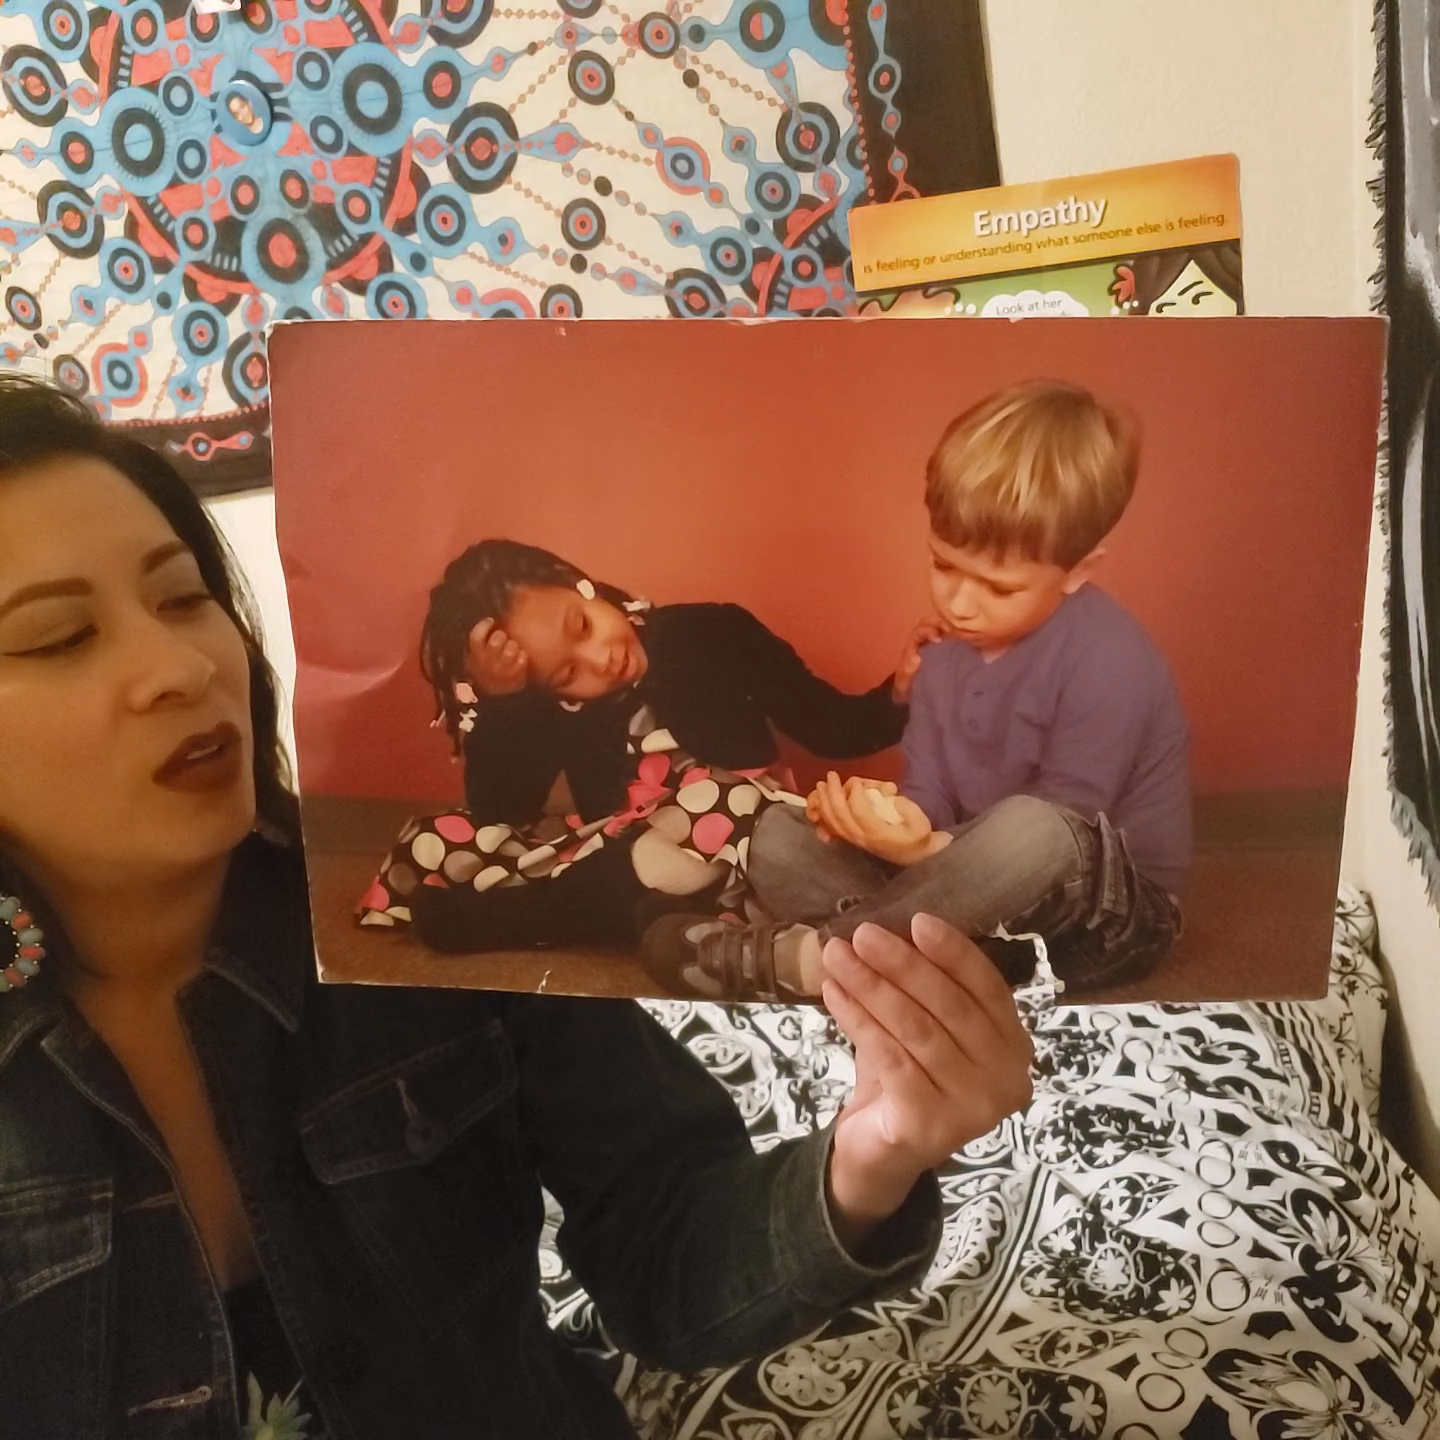 Empathy
is feeling or understanding what someone else is feeling.
Look at her